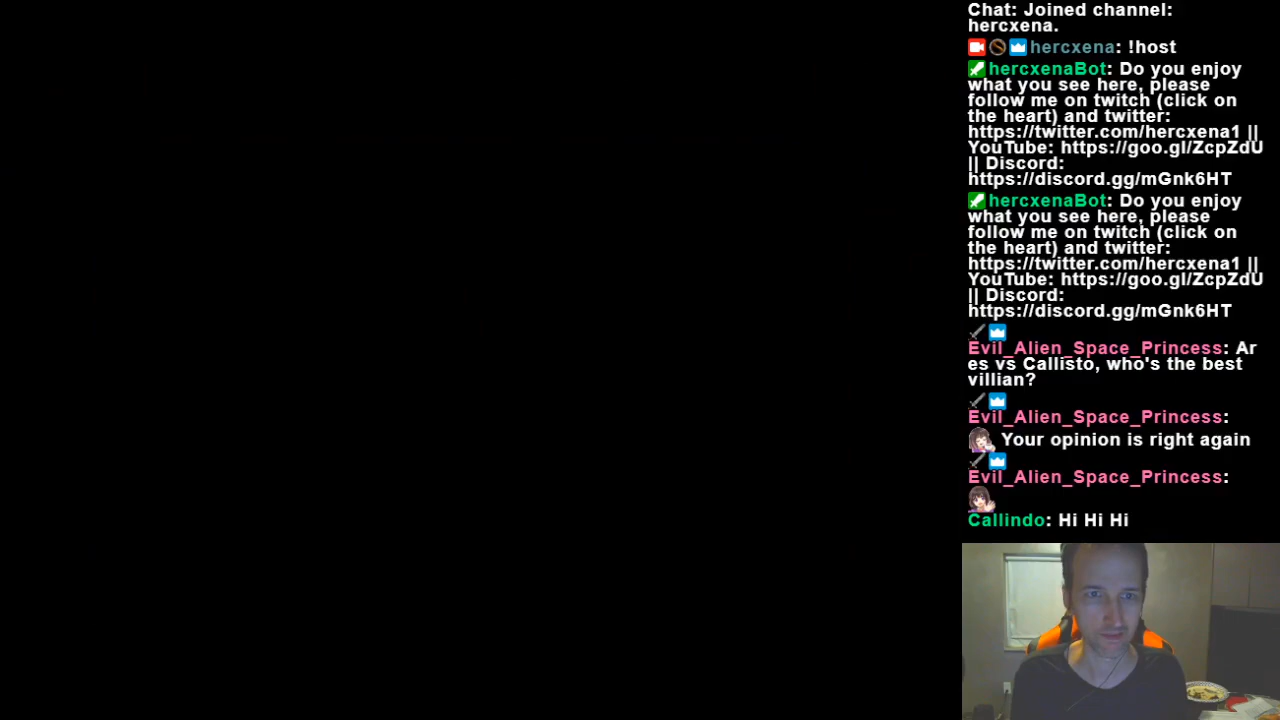 Chat: Joined channel:
hercxena.
hercxena: !host
hercxenaBot: Do you enjoy
what you see here, please
follow me on twitch (click on
the heart) and twitter:
https://twitter.com/hercxena1 ||
YouTube: https://goo.gl/ZcpZdU
|| Discord:
https://discord.gg/mGnk6HT
hercxenaBot: Do you enjoy
what you see here, please
follow me on twitch (click on
the heart) and twitter:
https://twitter.com/hercxena1 ||
YouTube: https://goo.gl/ZcpZdU
|| Discord:
https://discord.gg/mGnk6HT
Evil_Alien_Space_Princess: Ar
es vs Callisto, who's the best
villian?
Evil_Alien_Space_Princess:
Your opinion is right again
Evil_Alien_Space_Princess:
Callindo: Hi Hi Hi